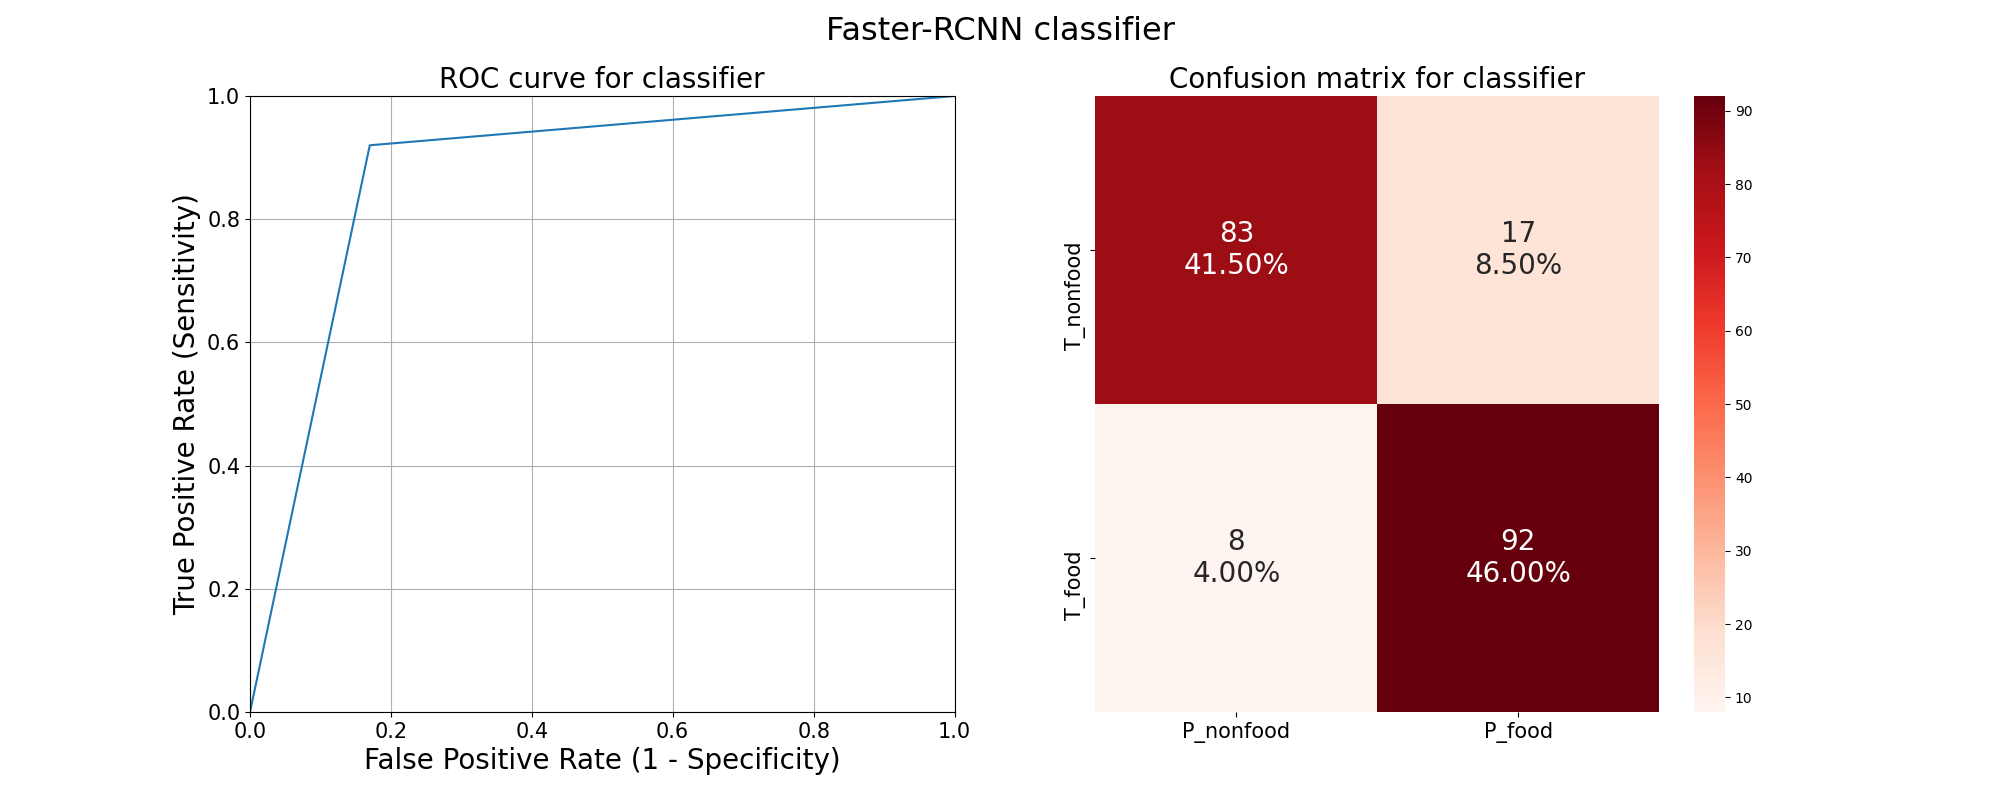 Faster-RCNN classifier
ROC curve for classifier
1.0
0.8
0.6
0.4
0.2
0.0
True Positive Rate (Sensitivity)
0.0 0.2 0.4 0.6 0.8 1.0
False Positive Rate (1 - Specificity)
Confusion matrix for classifier
T_nonfood
83 17
41.50% 8.50%
T_food
8 92
4.00% 46.00%
P_nonfood P_food
90
80
70
60
50
40
30
20
10